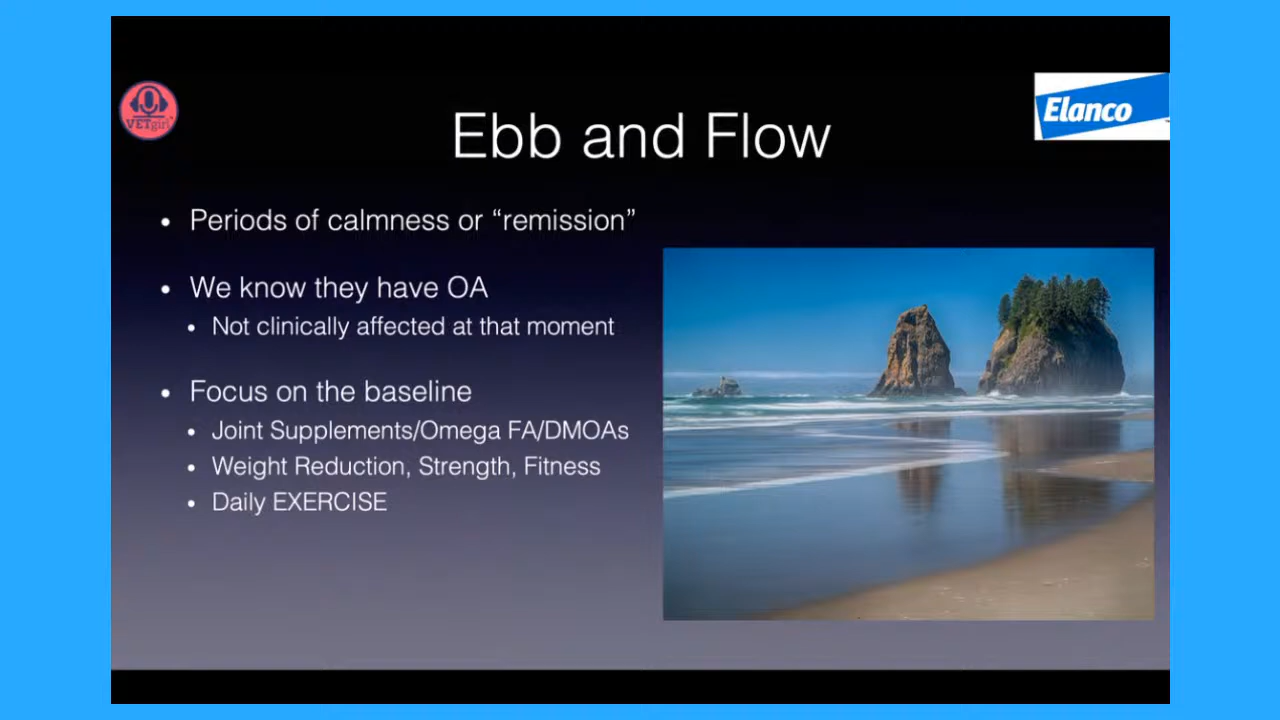 VETgirl
Elanco
Ebb and Flow
• Periods of calmness or “remission”
• We know they have OA
• Not clinically affected at that moment
• Focus on the baseline
• Joint Supplements/Omega FA/DMOAs
• Weight Reduction, Strength, Fitness
• Daily EXERCISE